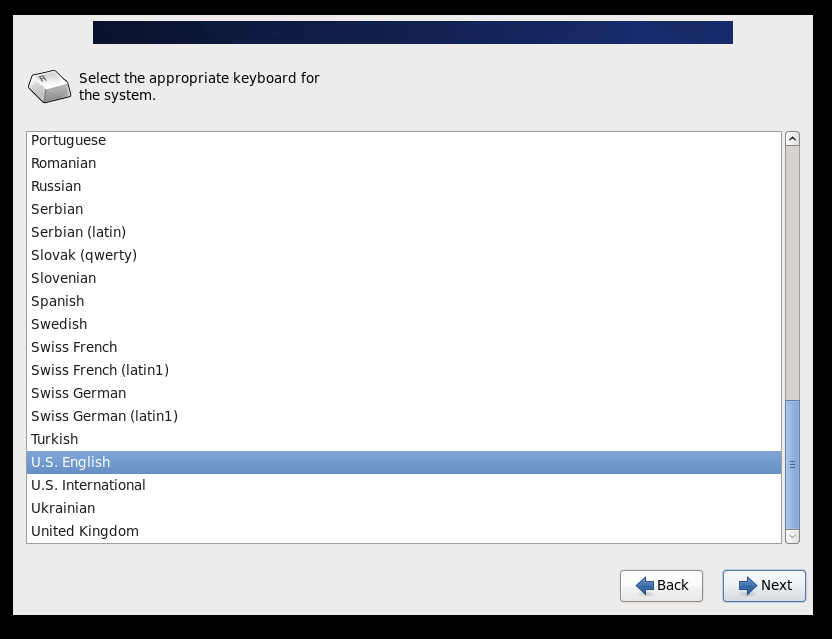 R
Select the appropriate keyboard for
the system.
Portuguese
Romanian
Russian
Serbian
Serbian (latin)
Slovak (qwerty)
Slovenian
Spanish
Swedish
Swiss French
Swiss French (latin1)
Swiss German
Swiss German (latin1)
Turkish
U.S. English
U.S. International
Ukrainian
United Kingdom
Back
Next